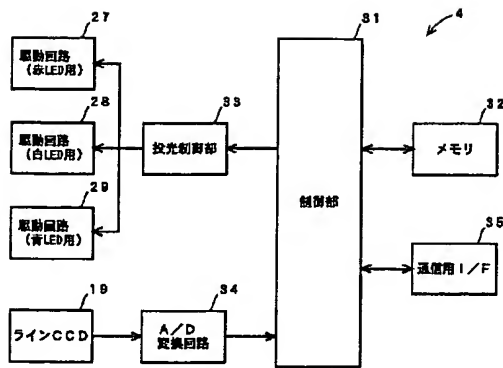 27
駆動回路
(赤LED用)
28
駆動回路
(白LED用)
29
駆動回路
(青LED用)
33
投光制御部
31
制御部
4
32
メモリ
35
通信用I/F
19
ラインCCD
34
A/D
変換回路